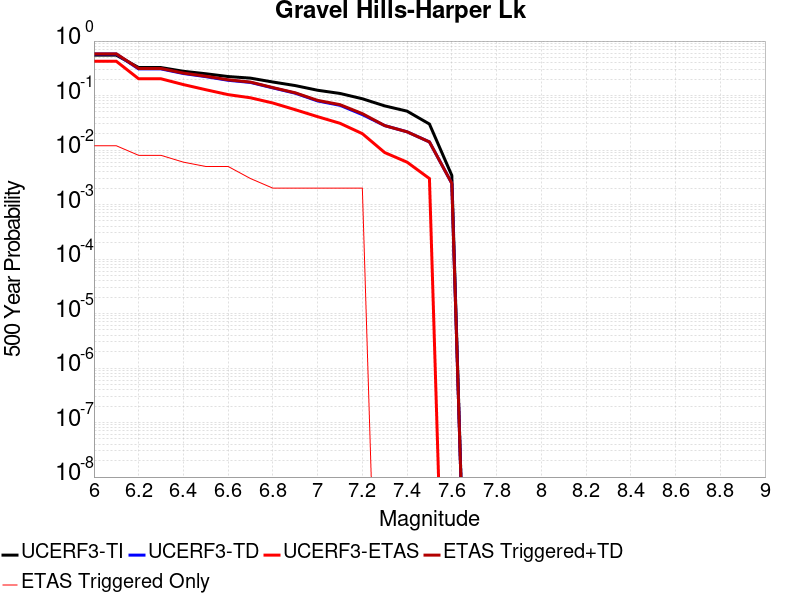 Gravel Hills-Harper Lk
10^0
10^-1
10^-2
10^-3
10^-4
10^-5
10^-6
10^-7
10^-8
500 Year Probability
6 6.2 6.4 6.6 6.8 7 7.2 7.4 7.6 7.8 8 8.2 8.4 8.6 8.8 9
Magnitude
UCERF3-TI UCERF3-TD UCERF3-ETAS ETAS Triggered+TD
ETAS Triggered Only